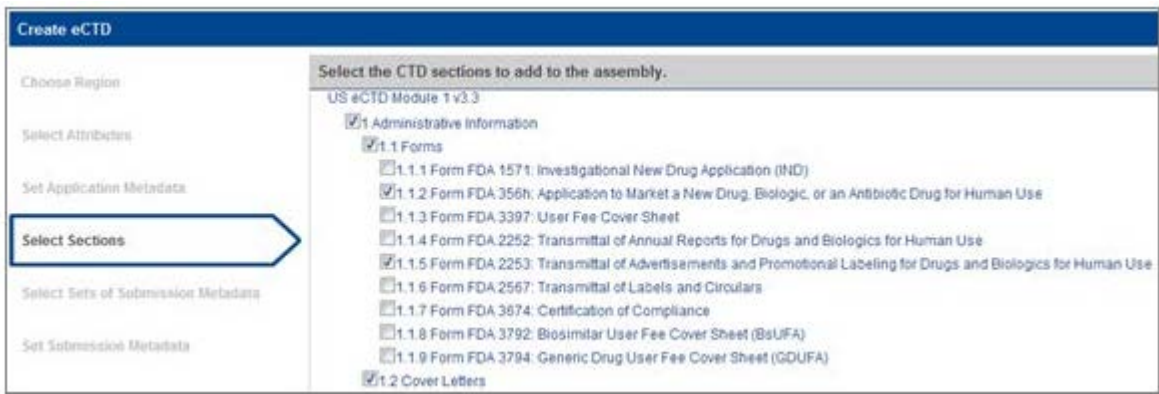 Create eCTD
Choose Region
Select Attributes
Set Application Metadata
Select Sections
Select Sets of Submission Metadata
Set Submission Metadata
Select the CTD sections to add to the assembly.
US eCTD Module 1 v3.3
1 Administrative Information
1.1 Forms
1.1.1 Form FDA 1571: Investigational New Drug Application (IND)
1.1.2 Form FDA 356h: Application to Market a New Drug, Biologic, or an Antibiotic Drug for Human Use
1.1.3 Form FDA 3397: User Fee Cover Sheet
1.1.4 Form FDA 2252: Transmittal of Annual Reports for Drugs and Biologics for Human Use
1.1.5 Form FDA 2253: Transmittal of Advertisements and Promotional Labeling for Drugs and Biologics for Human Use
1.1.6 Form FDA 2567: Transmittal of Labels and Circulars
1.1.7 Form FDA 3674: Certification of Compliance
1.1.8 Form FDA 3792: Biosimilar User Fee Cover Sheet (BsUFA)
1.1.9 Form FDA 3794: Generic Drug User Fee Cover Sheet (GDUFA)
1.2 Cover Letters